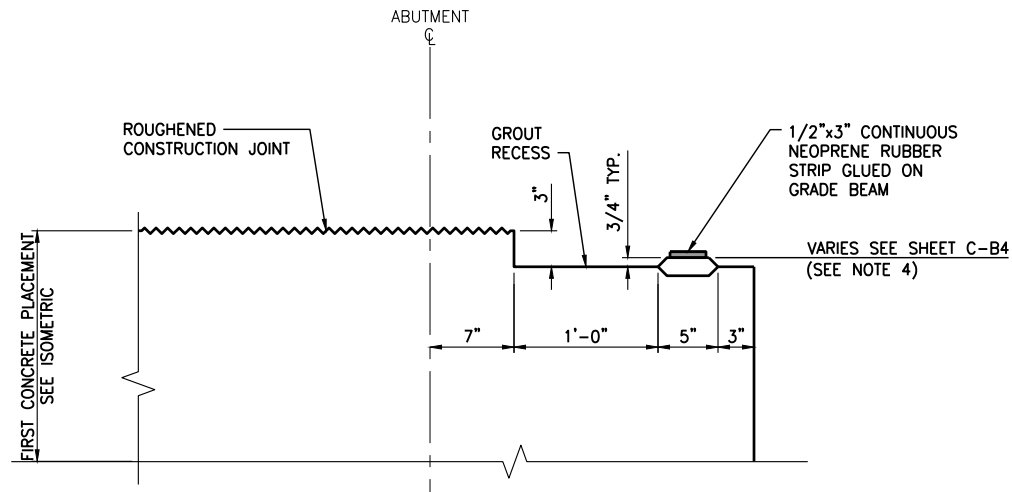 ABUTMENT
℄
ROUGHENED
CONSTRUCTION JOINT
GROUT
RECESS
1/2"x3" CONTINUOUS
NEOPRENE RUBBER
STRIP GLUED ON
GRADE BEAM
3"
3/4" TYP.
VARIES SEE SHEET C-B4
(SEE NOTE 4)
FIRST CONCRETE PLACEMENT
SEE ISOMETRIC
7"
1'-0"
5"
3"